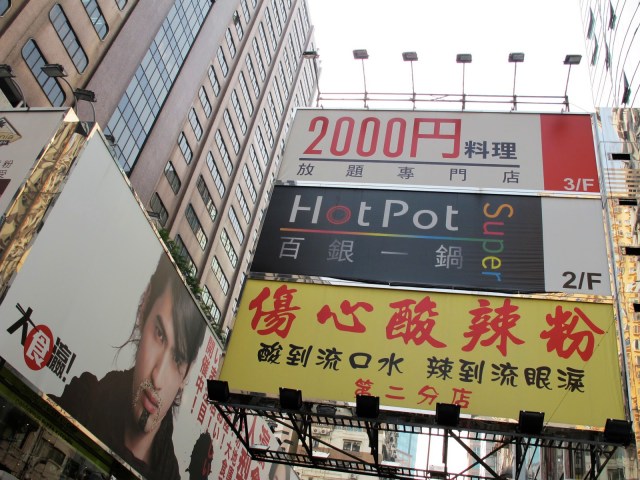 2000円 料理
放題專門店
3/F
HotPot Super
百銀一鍋
2/F
傷心酸辣粉
酸到流口水 辣到流眼淚
第二分店
大食瀛!